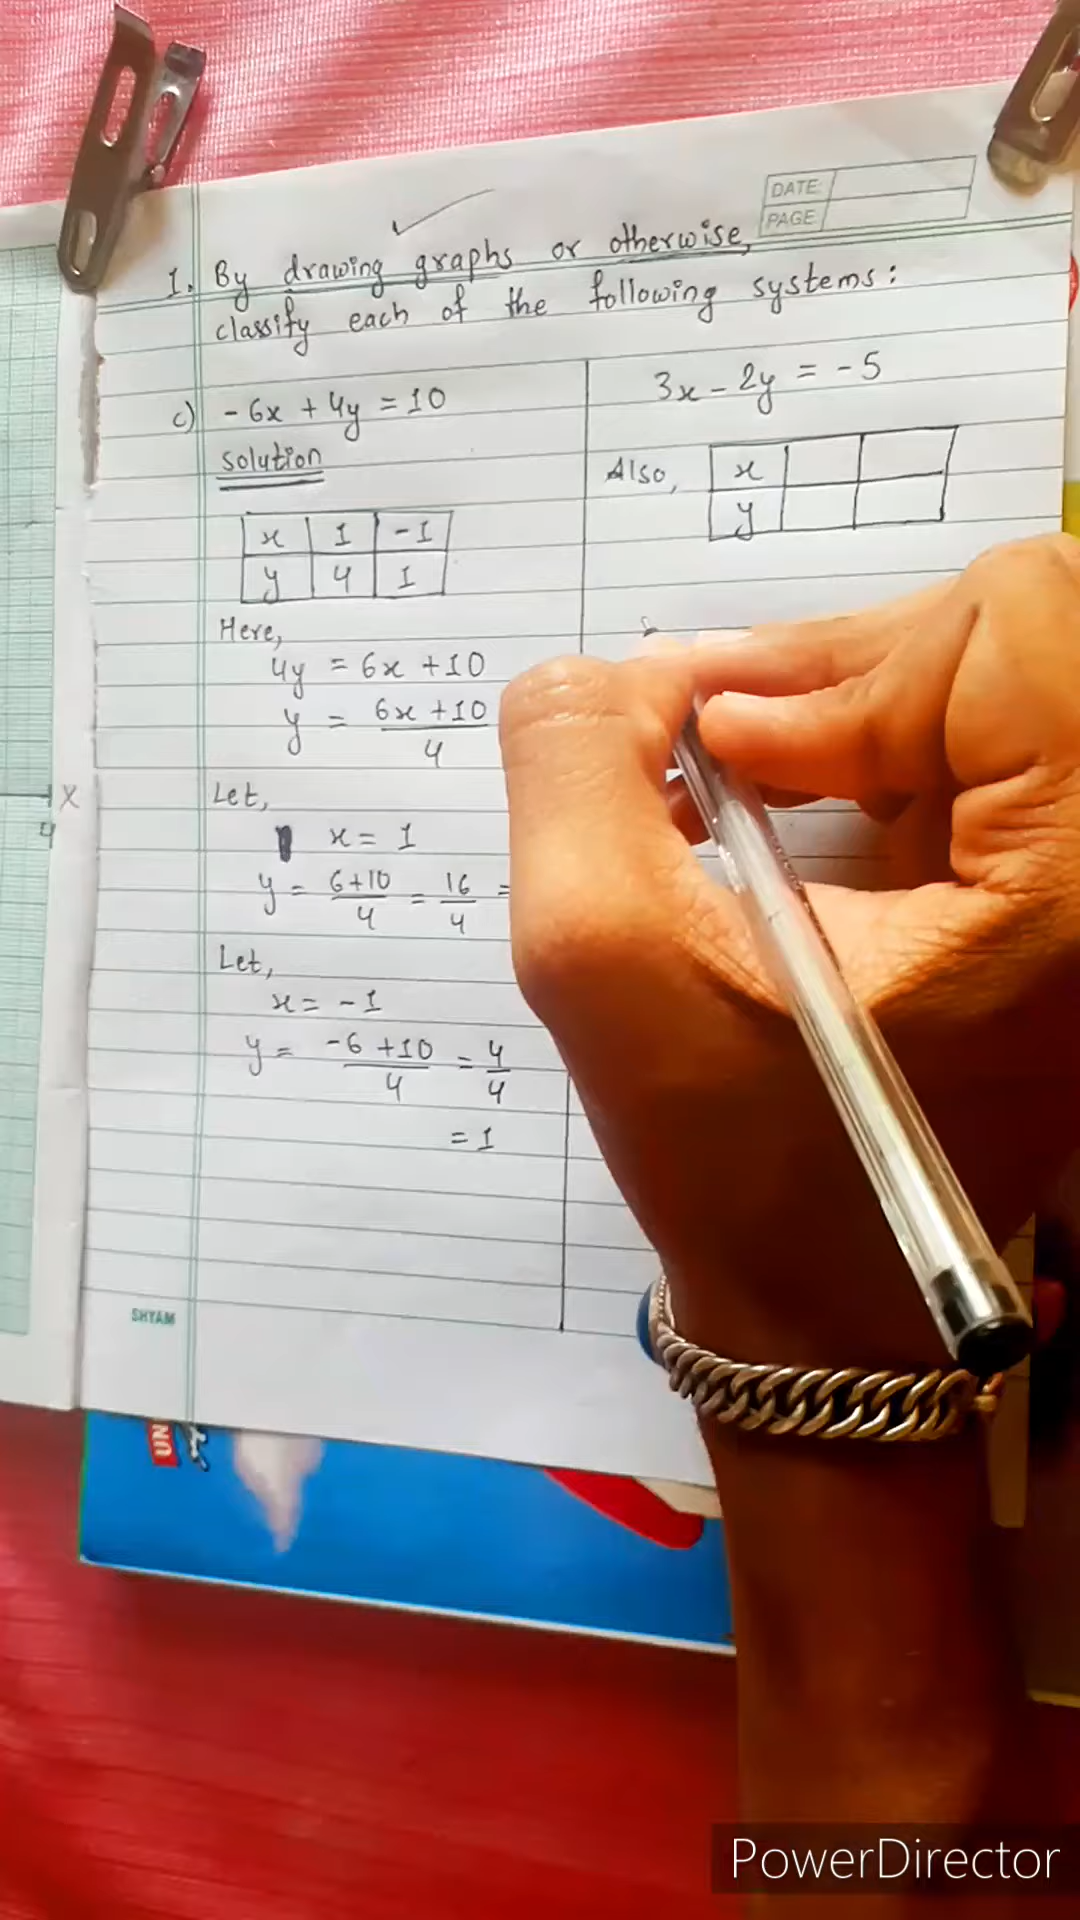 DATE:
PAGE:
1. By drawing graphs or otherwise,
classify each of the following systems:
c) -6x + 4y = 10
3x - 2y = -5
Solution
Also,
x
y
x 1 -1
y 4 1
Here,
4y = 6x + 10
y = 6x + 10 / 4
Let,
x = 1
y = 6+10 / 4 = 16 / 4 =
Let,
x = -1
y = -6 + 10 / 4 = 4 / 4
= 1
X
4
SHYAM
UN
PowerDirector